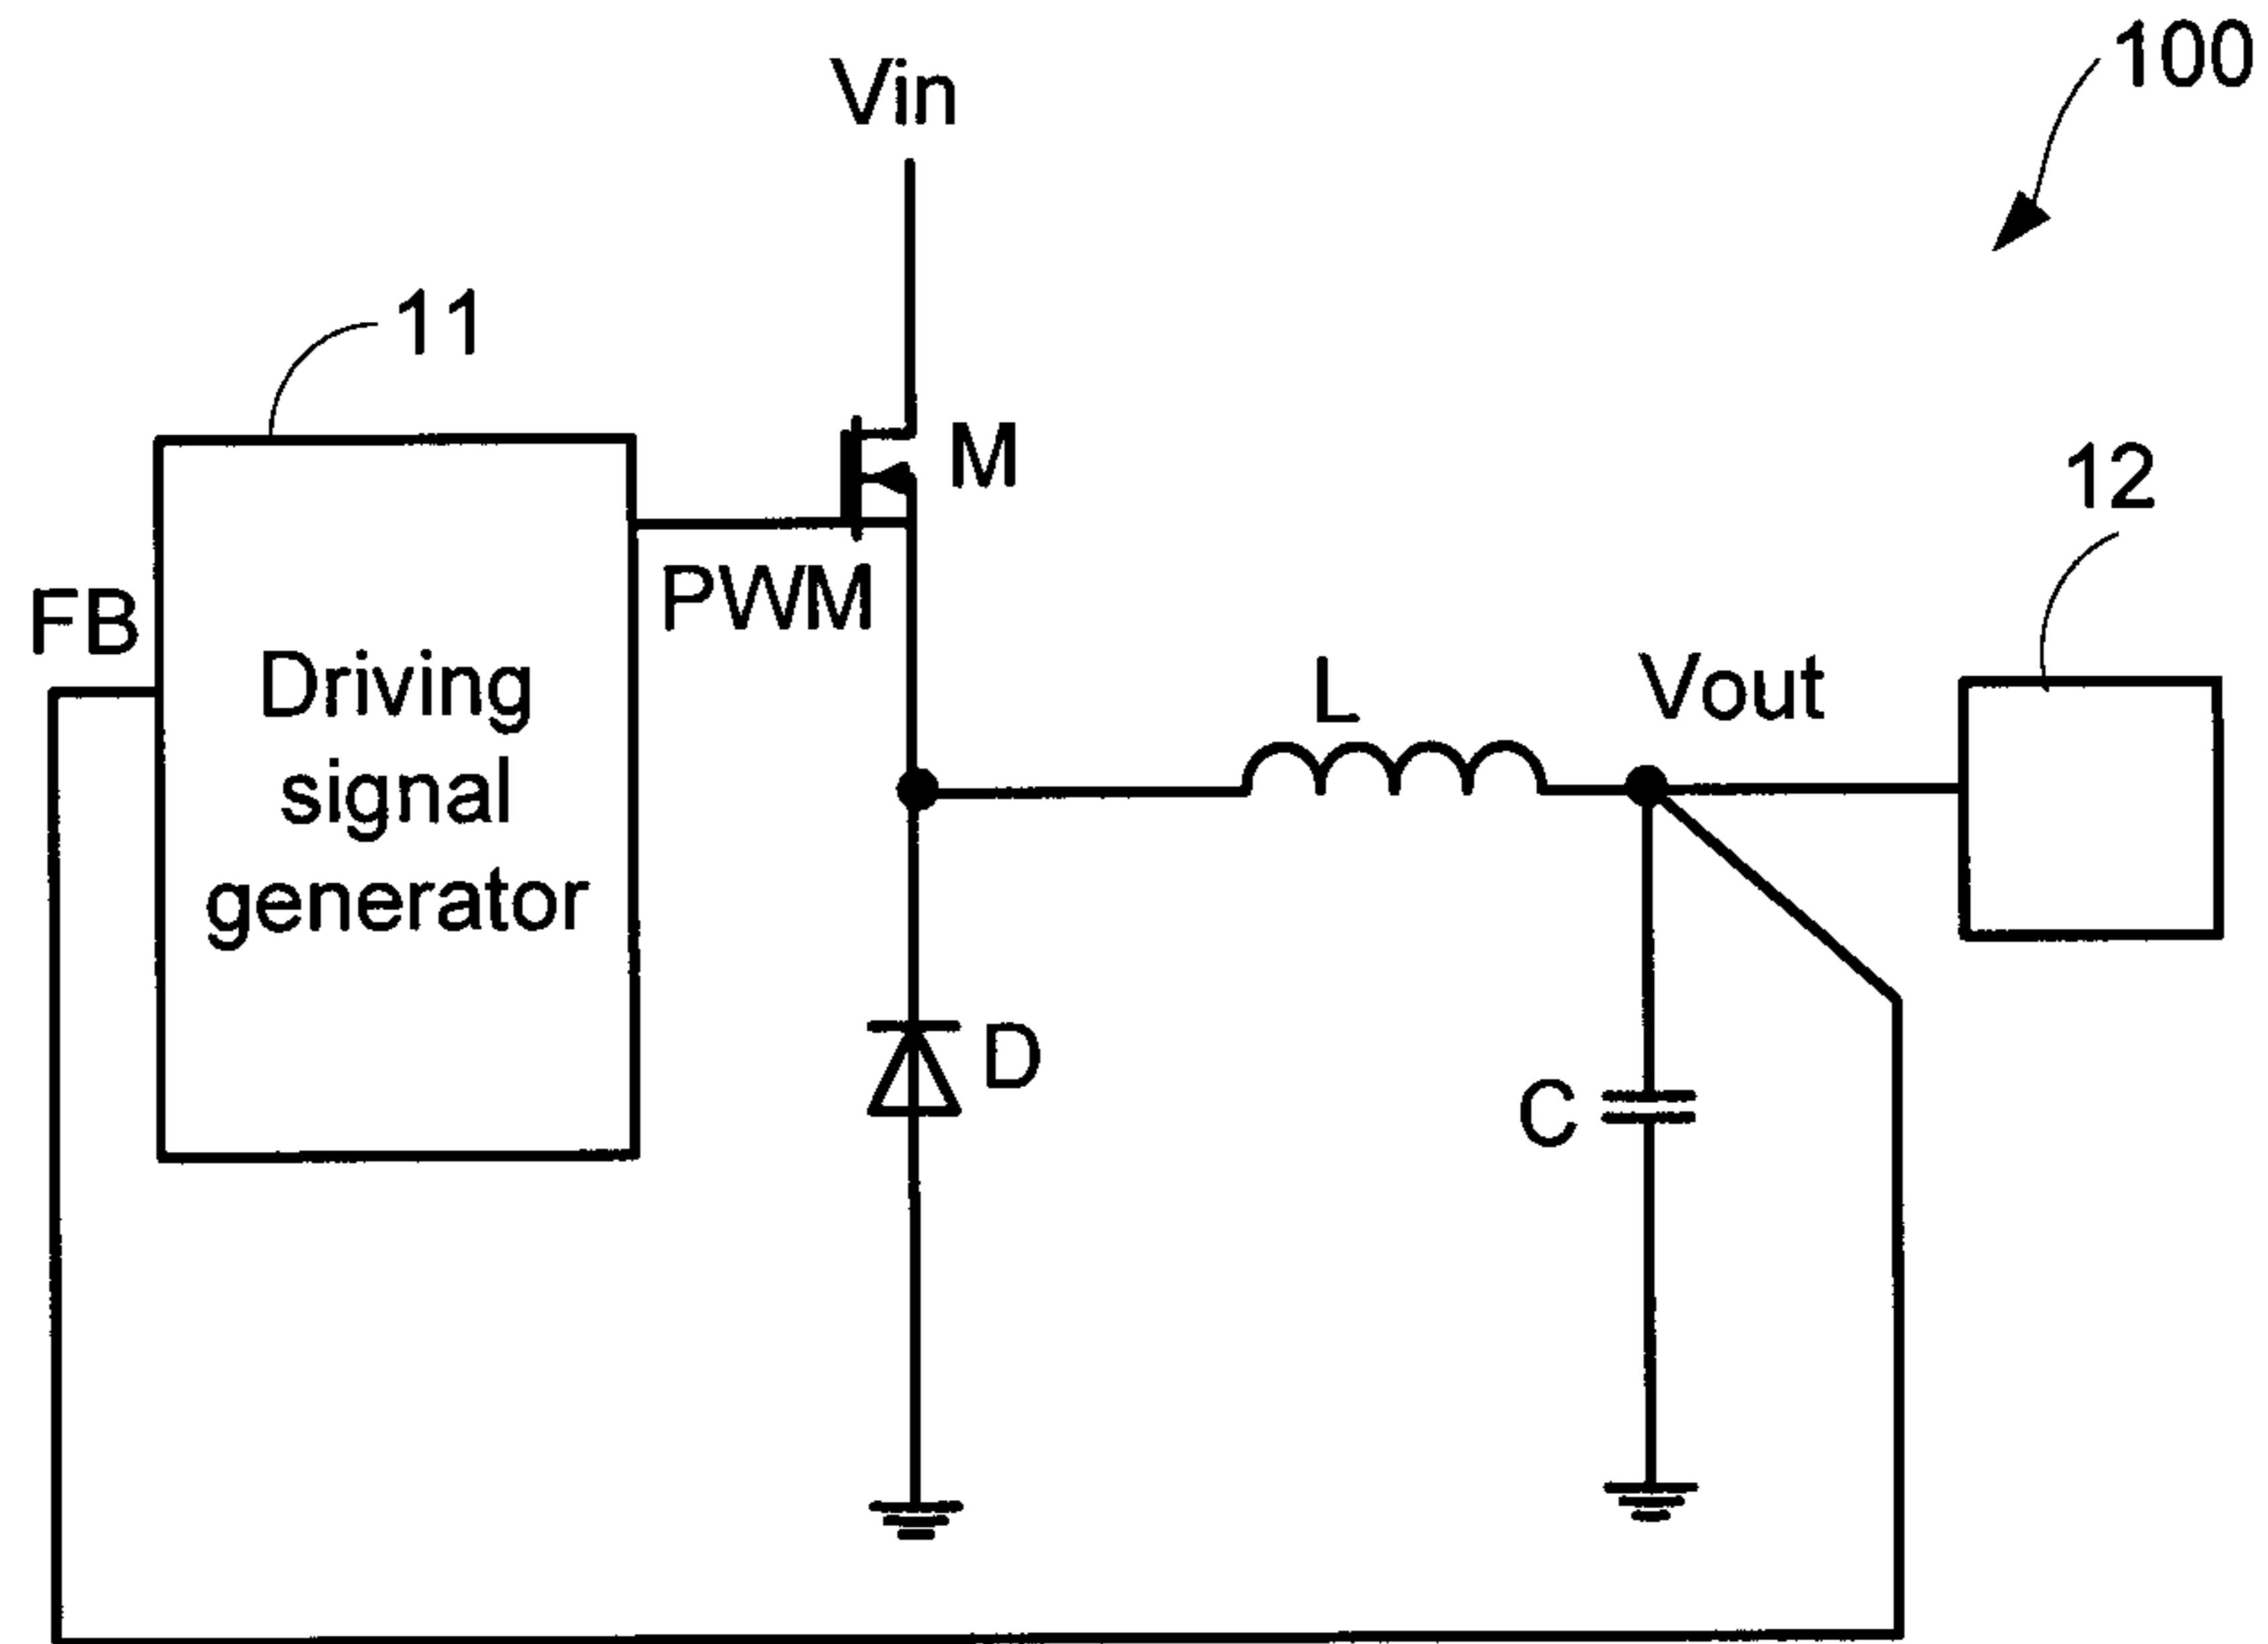 100
Vin
11
M
12
PWM
FB
Driving
signal
generator
L
Vout
D
C